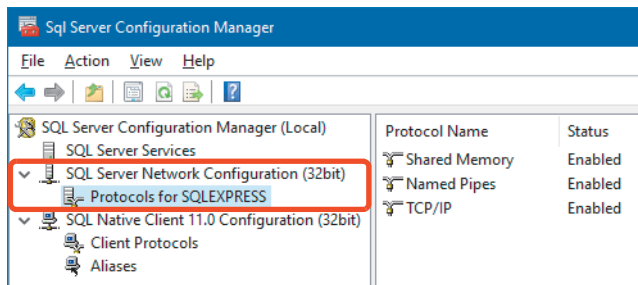 Sql Server Configuration Manager
File Action View Help
SQL Server Configuration Manager (Local)
SQL Server Services
SQL Server Network Configuration (32bit)
Protocols for SQLEXPRESS
SQL Native Client 11.0 Configuration (32bit)
Client Protocols
Aliases
Protocol Name Status
Shared Memory Enabled
Named Pipes Enabled
TCP/IP Enabled